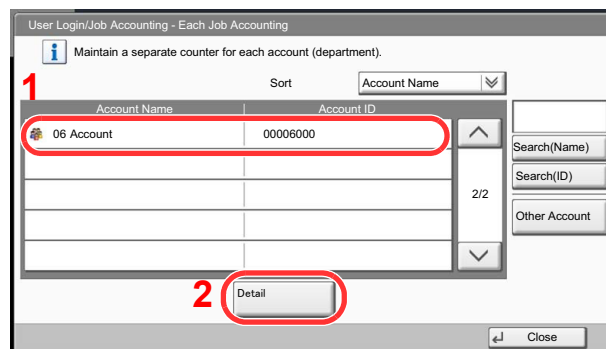 User Login/Job Accounting - Each Job Accounting
i Maintain a separate counter for each account (department).
Sort Account Name
1
Account Name Account ID
06 Account 00006000
Search(Name)
Search(ID)
2/2
Other Account
2 Detail
Close